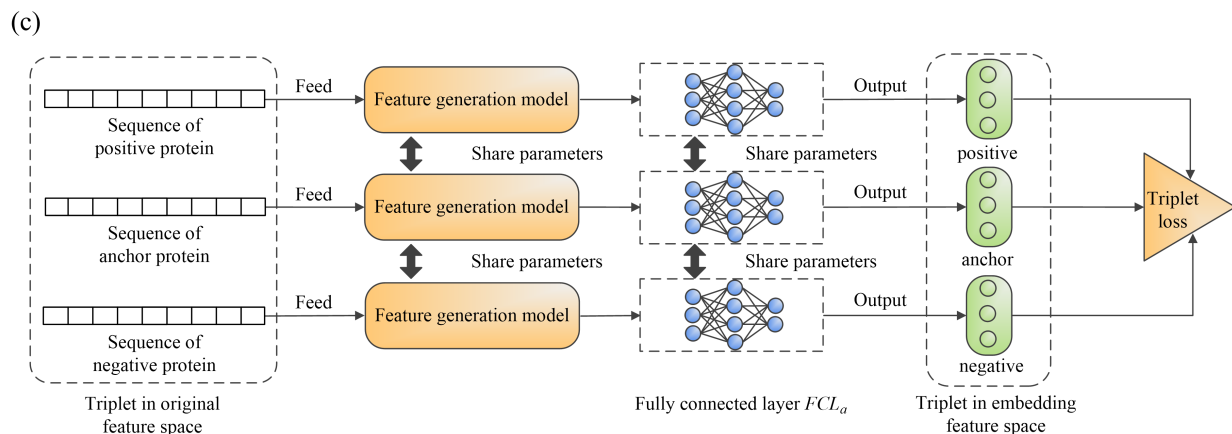 (c)
Feed
Feature generation model
Output
Sequence of
positive protein
Share parameters
Share parameters
positive
Feed
Feature generation model
Output
Triplet
loss
Sequence of
anchor protein
Share parameters
Share parameters
anchor
Feed
Feature generation model
Output
Sequence of
negative protein
negative
Triplet in original
feature space
Fully connected layer FCLa
Triplet in embedding
feature space